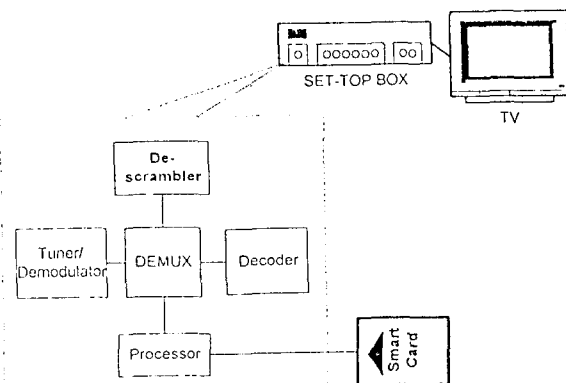 SET-TOP BOX
TV
De-
scrambler
Tuner/
Demodulator
DEMUX
Decoder
Processor
Smart
Card